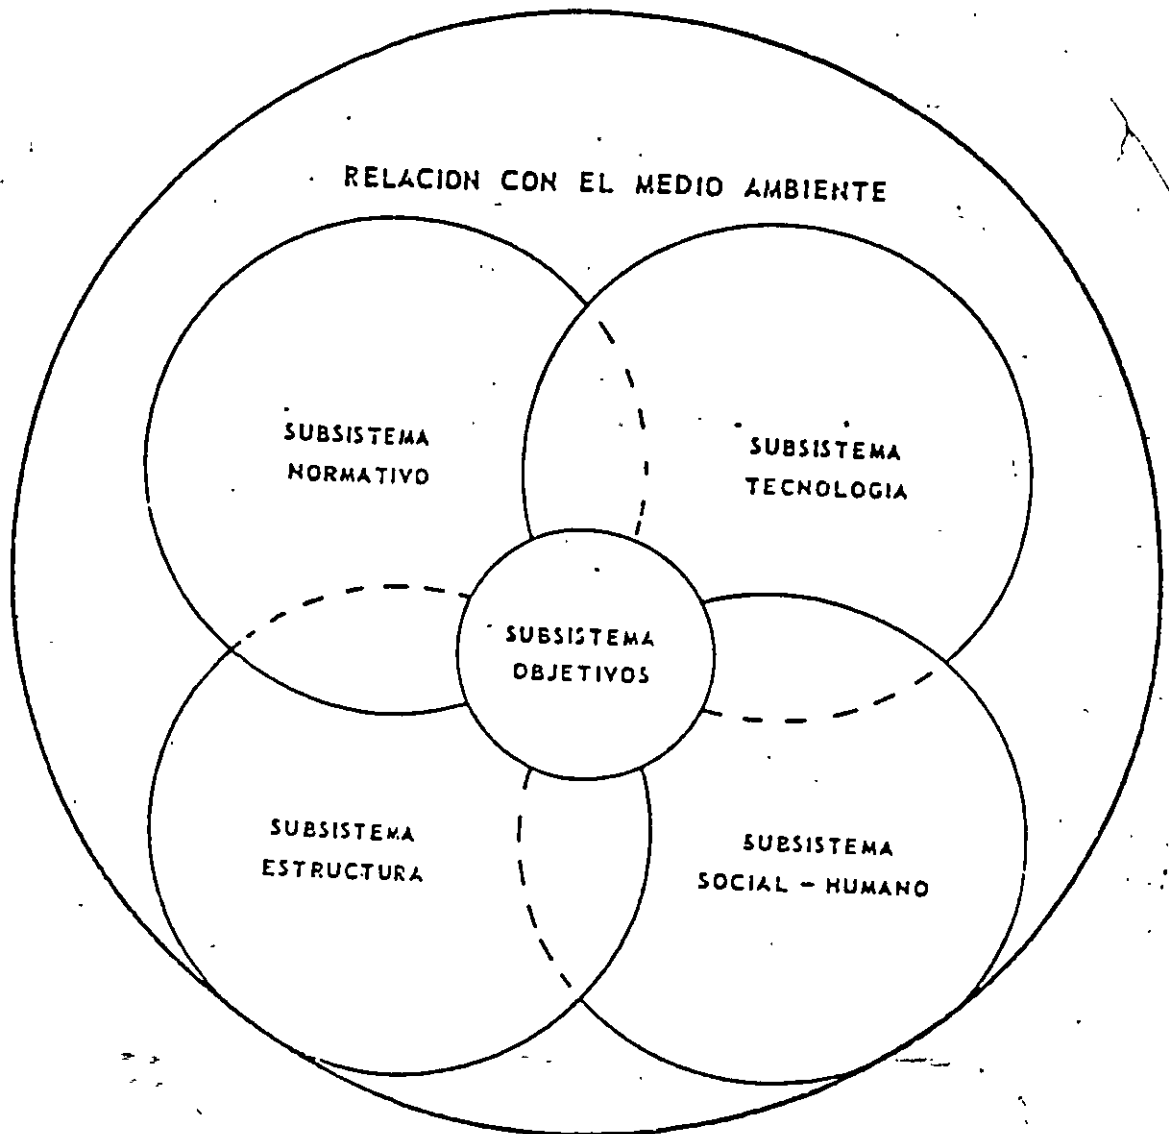 RELACION CON EL MEDIO AMBIENTE
SUBSISTEMA
NORMATIVO
SUBSISTEMA
TECNOLOGIA
SUBSISTEMA
OBJETIVOS
SUBSISTEMA
ESTRUCTURA
SUBSISTEMA
SOCIAL - HUMANO